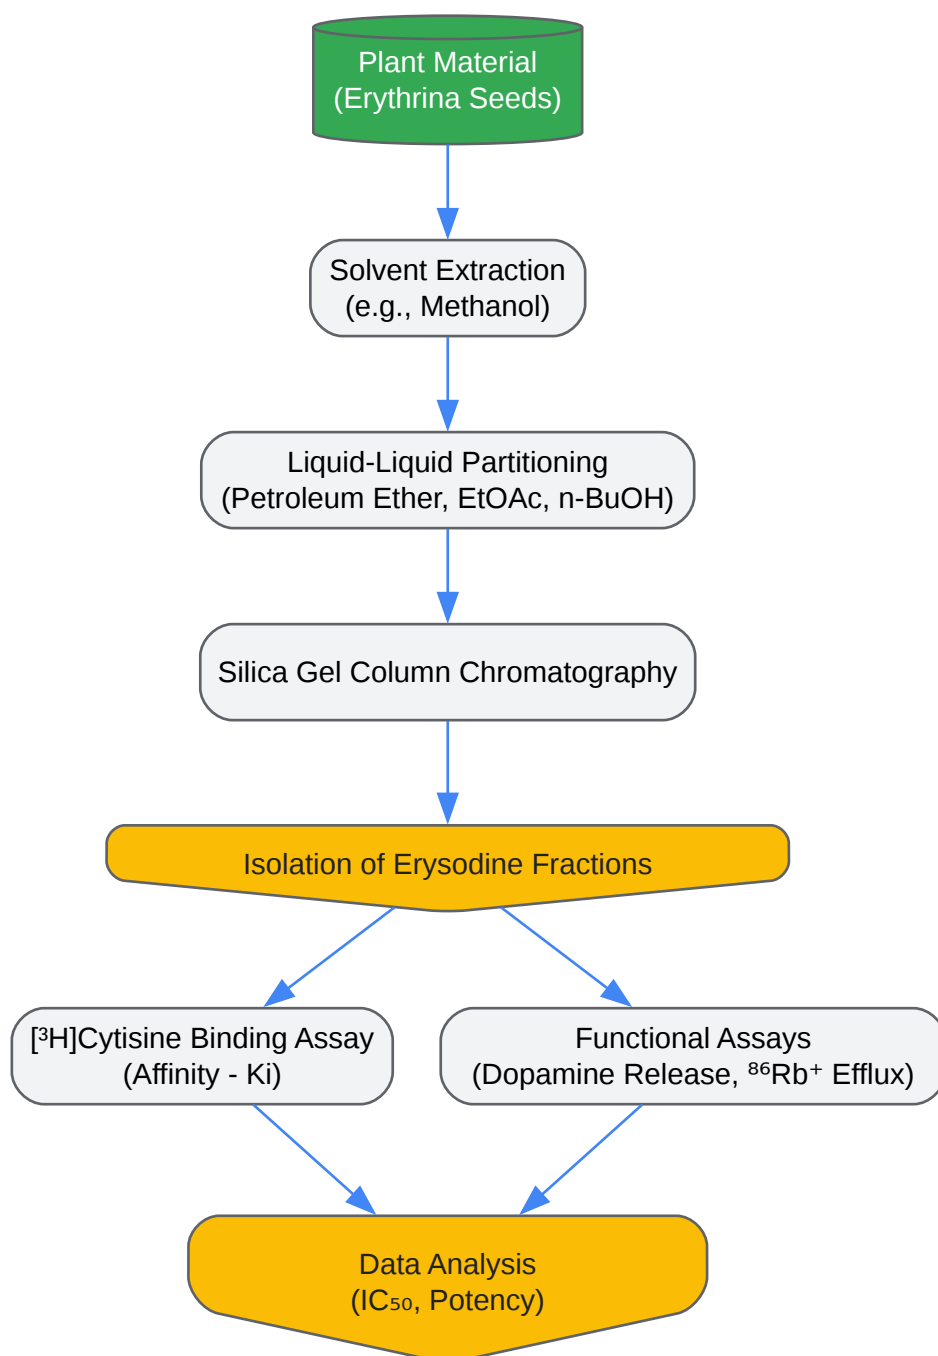 Plant Material
(Erythrina Seeds)
Solvent Extraction
(e.g., Methanol)
Liquid-Liquid Partitioning
(Petroleum Ether, EtOAc, n-BuOH)
Silica Gel Column Chromatography
Isolation of Erysodine Fractions
[³H]Cytisine Binding Assay
(Affinity - Ki)
Functional Assays
(Dopamine Release, ⁸⁶Rb⁺ Efflux)
Data Analysis
(IC₅₀, Potency)